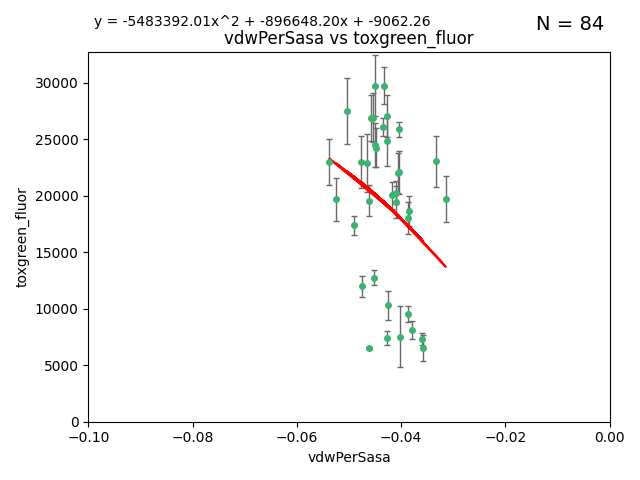 y = -5483392.01x^2 + -896648.20x + -9062.26
N = 84
vdwPerSasa vs toxgreen_fluor
toxgreen_fluor
30000
25000
20000
15000
10000
5000
0
−0.10
−0.08
−0.06
−0.04
−0.02
0.00
vdwPerSasa